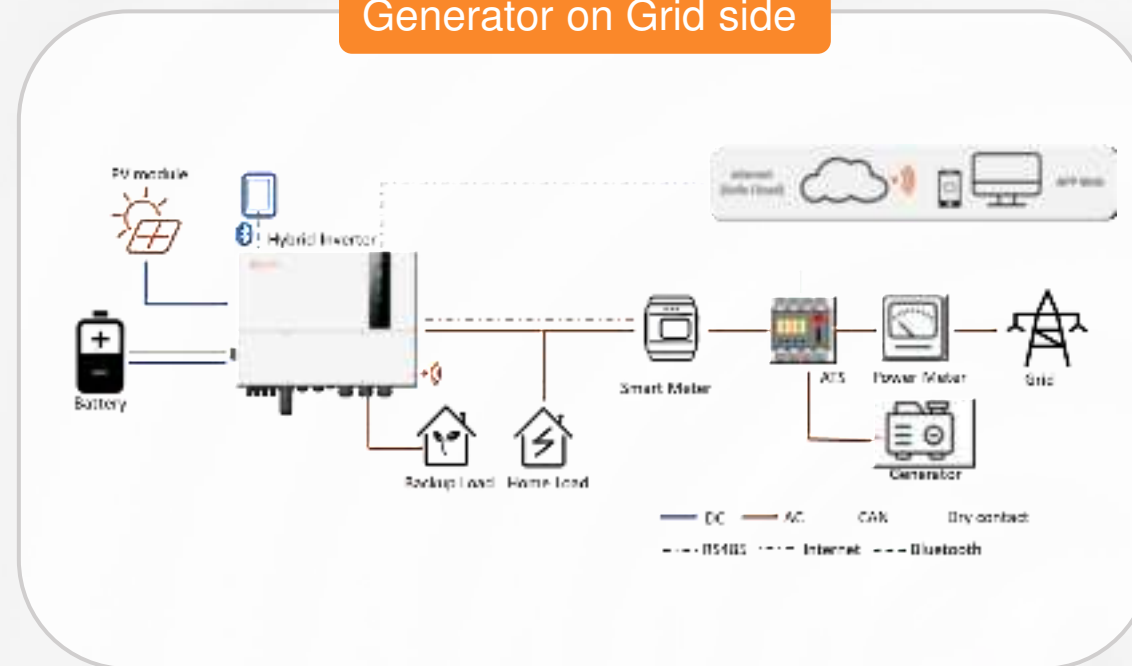 Generator on Grid side
PV module
Hybrid Inverter
Battery
Smart Meter
ATS
Power Meter
Grid
Backup Load
Home Load
Generator
DC
AC
CAN
Dry contact
RS485
Internet
Bluetooth